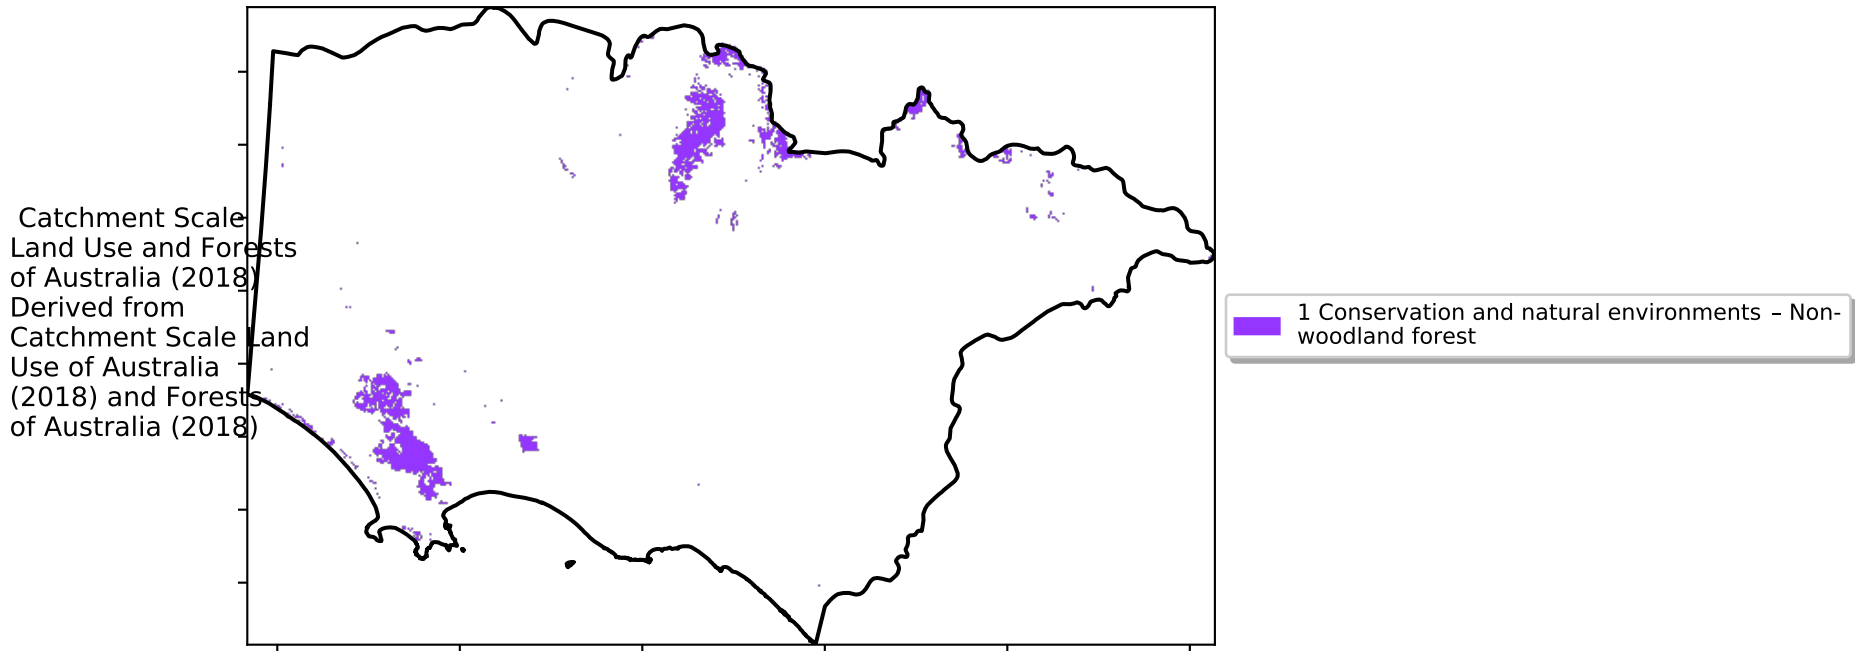 Catchment Scale
Land Use and Forests
of Australia (2018)
Derived from
Catchment Scale Land
Use of Australia
(2018) and Forests
of Australia (2018)
1 Conservation and natural environments – Non-
woodland forest